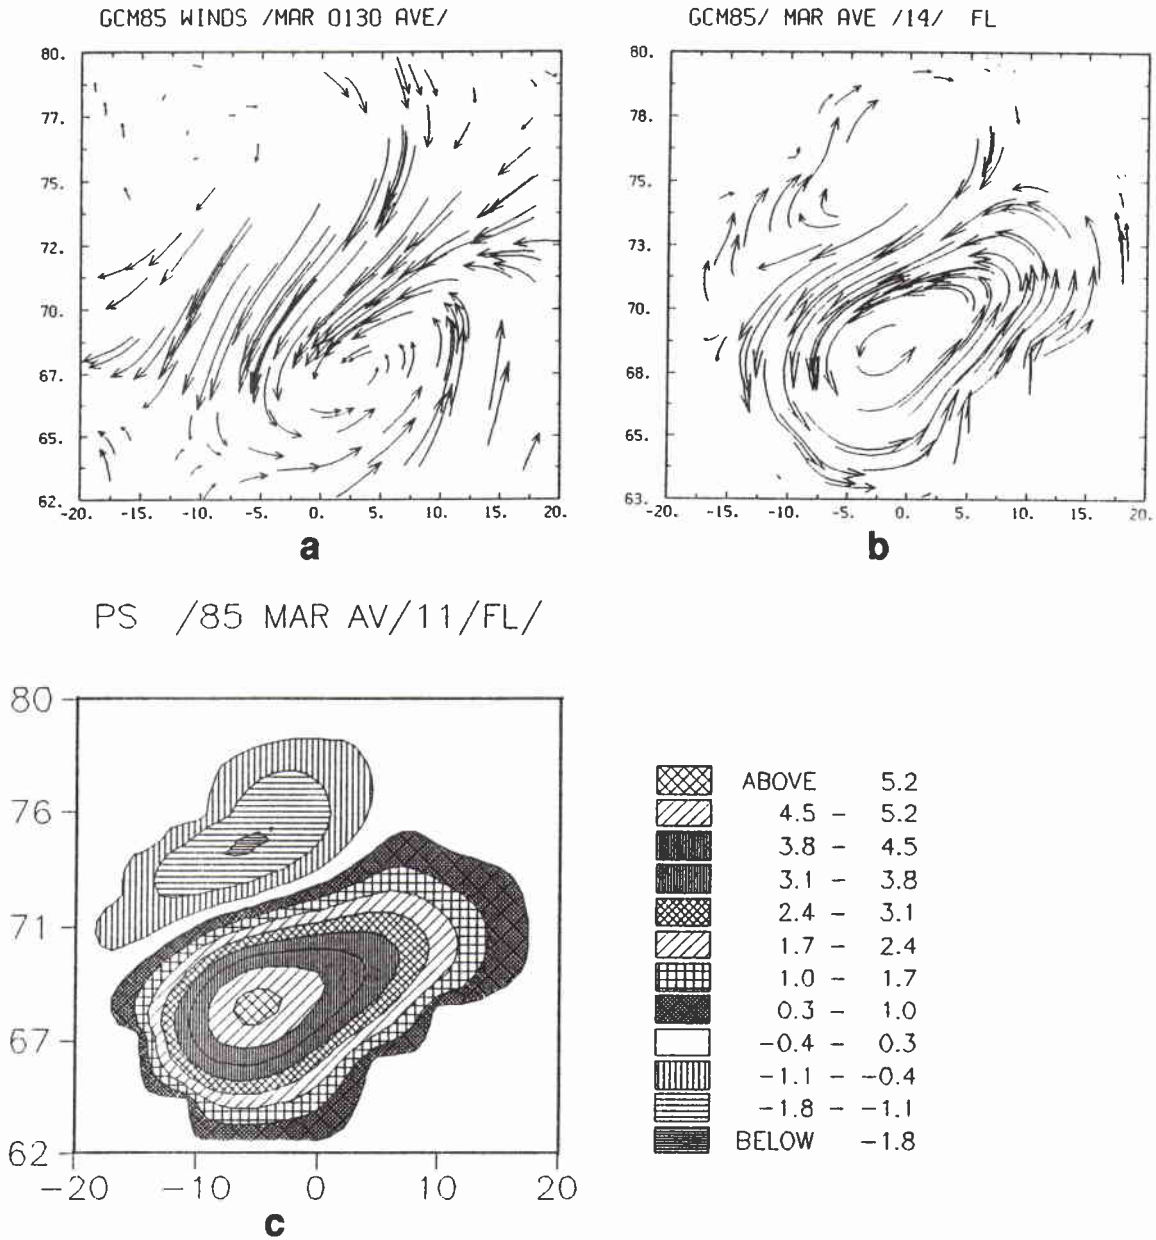 GCM85 WINDS /MAR 0130 AVE/
GCM85/ MAR AVE /14/ FL
80.
77.
75.
72.
70.
67.
65.
62.
-20. -15. -10. -5. 0. 5. 10. 15. 20.
a
80.
78.
75.
73.
70.
68.
65.
63.
-20. -15. -10. -5. 0. 5. 10. 15. 20.
b
PS /85 MAR AV/11/FL/
80
76
71
67
62
-20 -10 0 10 20
c
ABOVE 5.2
4.5 - 5.2
3.8 - 4.5
3.1 - 3.8
2.4 - 3.1
1.7 - 2.4
1.0 - 1.7
0.3 - 1.0
-0.4 - 0.3
-1.1 - -0.4
-1.8 - -1.1
BELOW -1.8